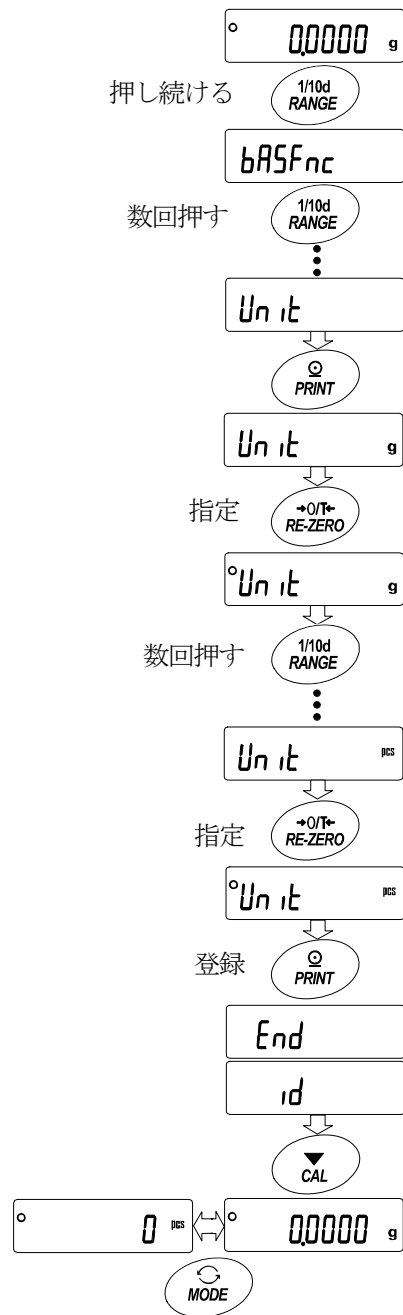 0.0000 g
押し続ける
1/10d
RANGE
bASFnc
数回押す
1/10d
RANGE
Unit
PRINT
Unit g
指定
→0/T←
RE-ZERO
Unit g
数回押す
1/10d
RANGE
Unit pcs
指定
→0/T←
RE-ZERO
Unit pcs
登録
PRINT
End
id
CAL
0 pcs
0.0000 g
MODE